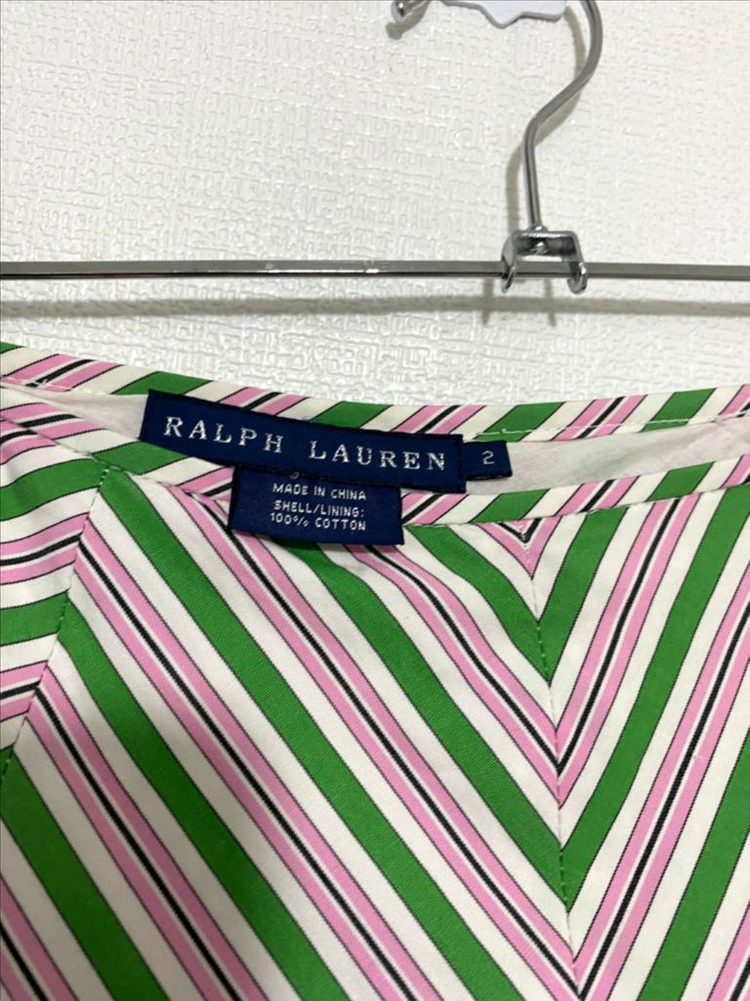 RALPH LAUREN
2
MADE IN CHINA
SHELL/LINING:
100% COTTON